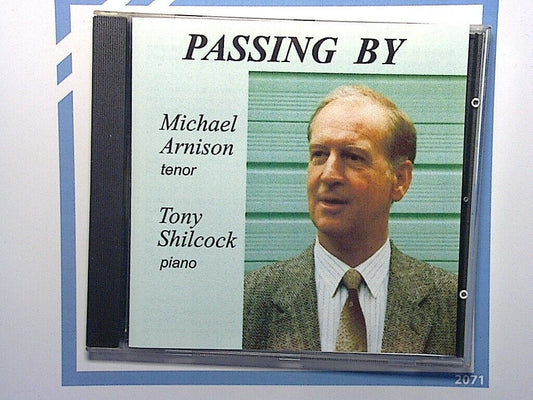 PASSING BY
Michael
Arnison
tenor
Tony
Shilcock
piano
2071